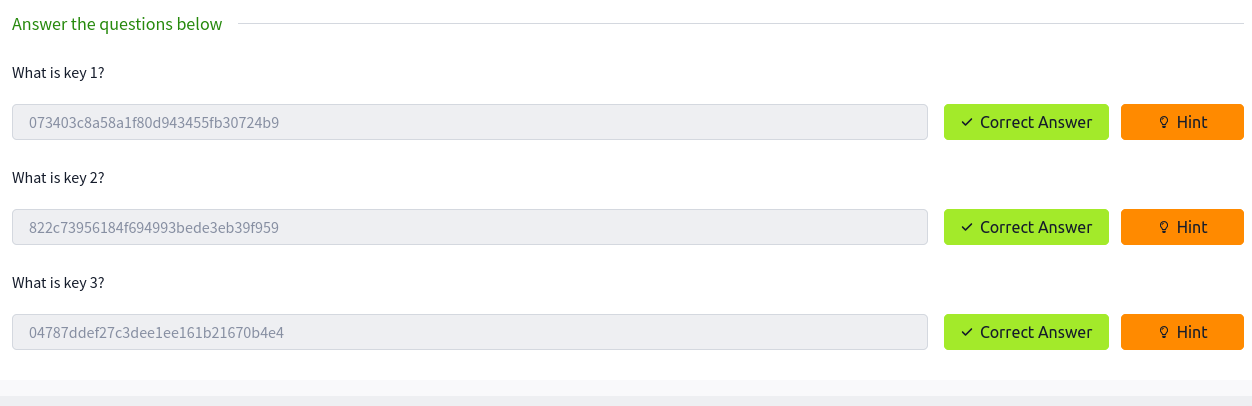 Answer the questions below
What is key 1?
073403c8a58a1f80d943455fb30724b9
Correct Answer
Hint
What is key 2?
822c73956184f694993bede3eb39f959
Correct Answer
Hint
What is key 3?
04787ddef27c3dee1ee161b21670b4e4
Correct Answer
Hint